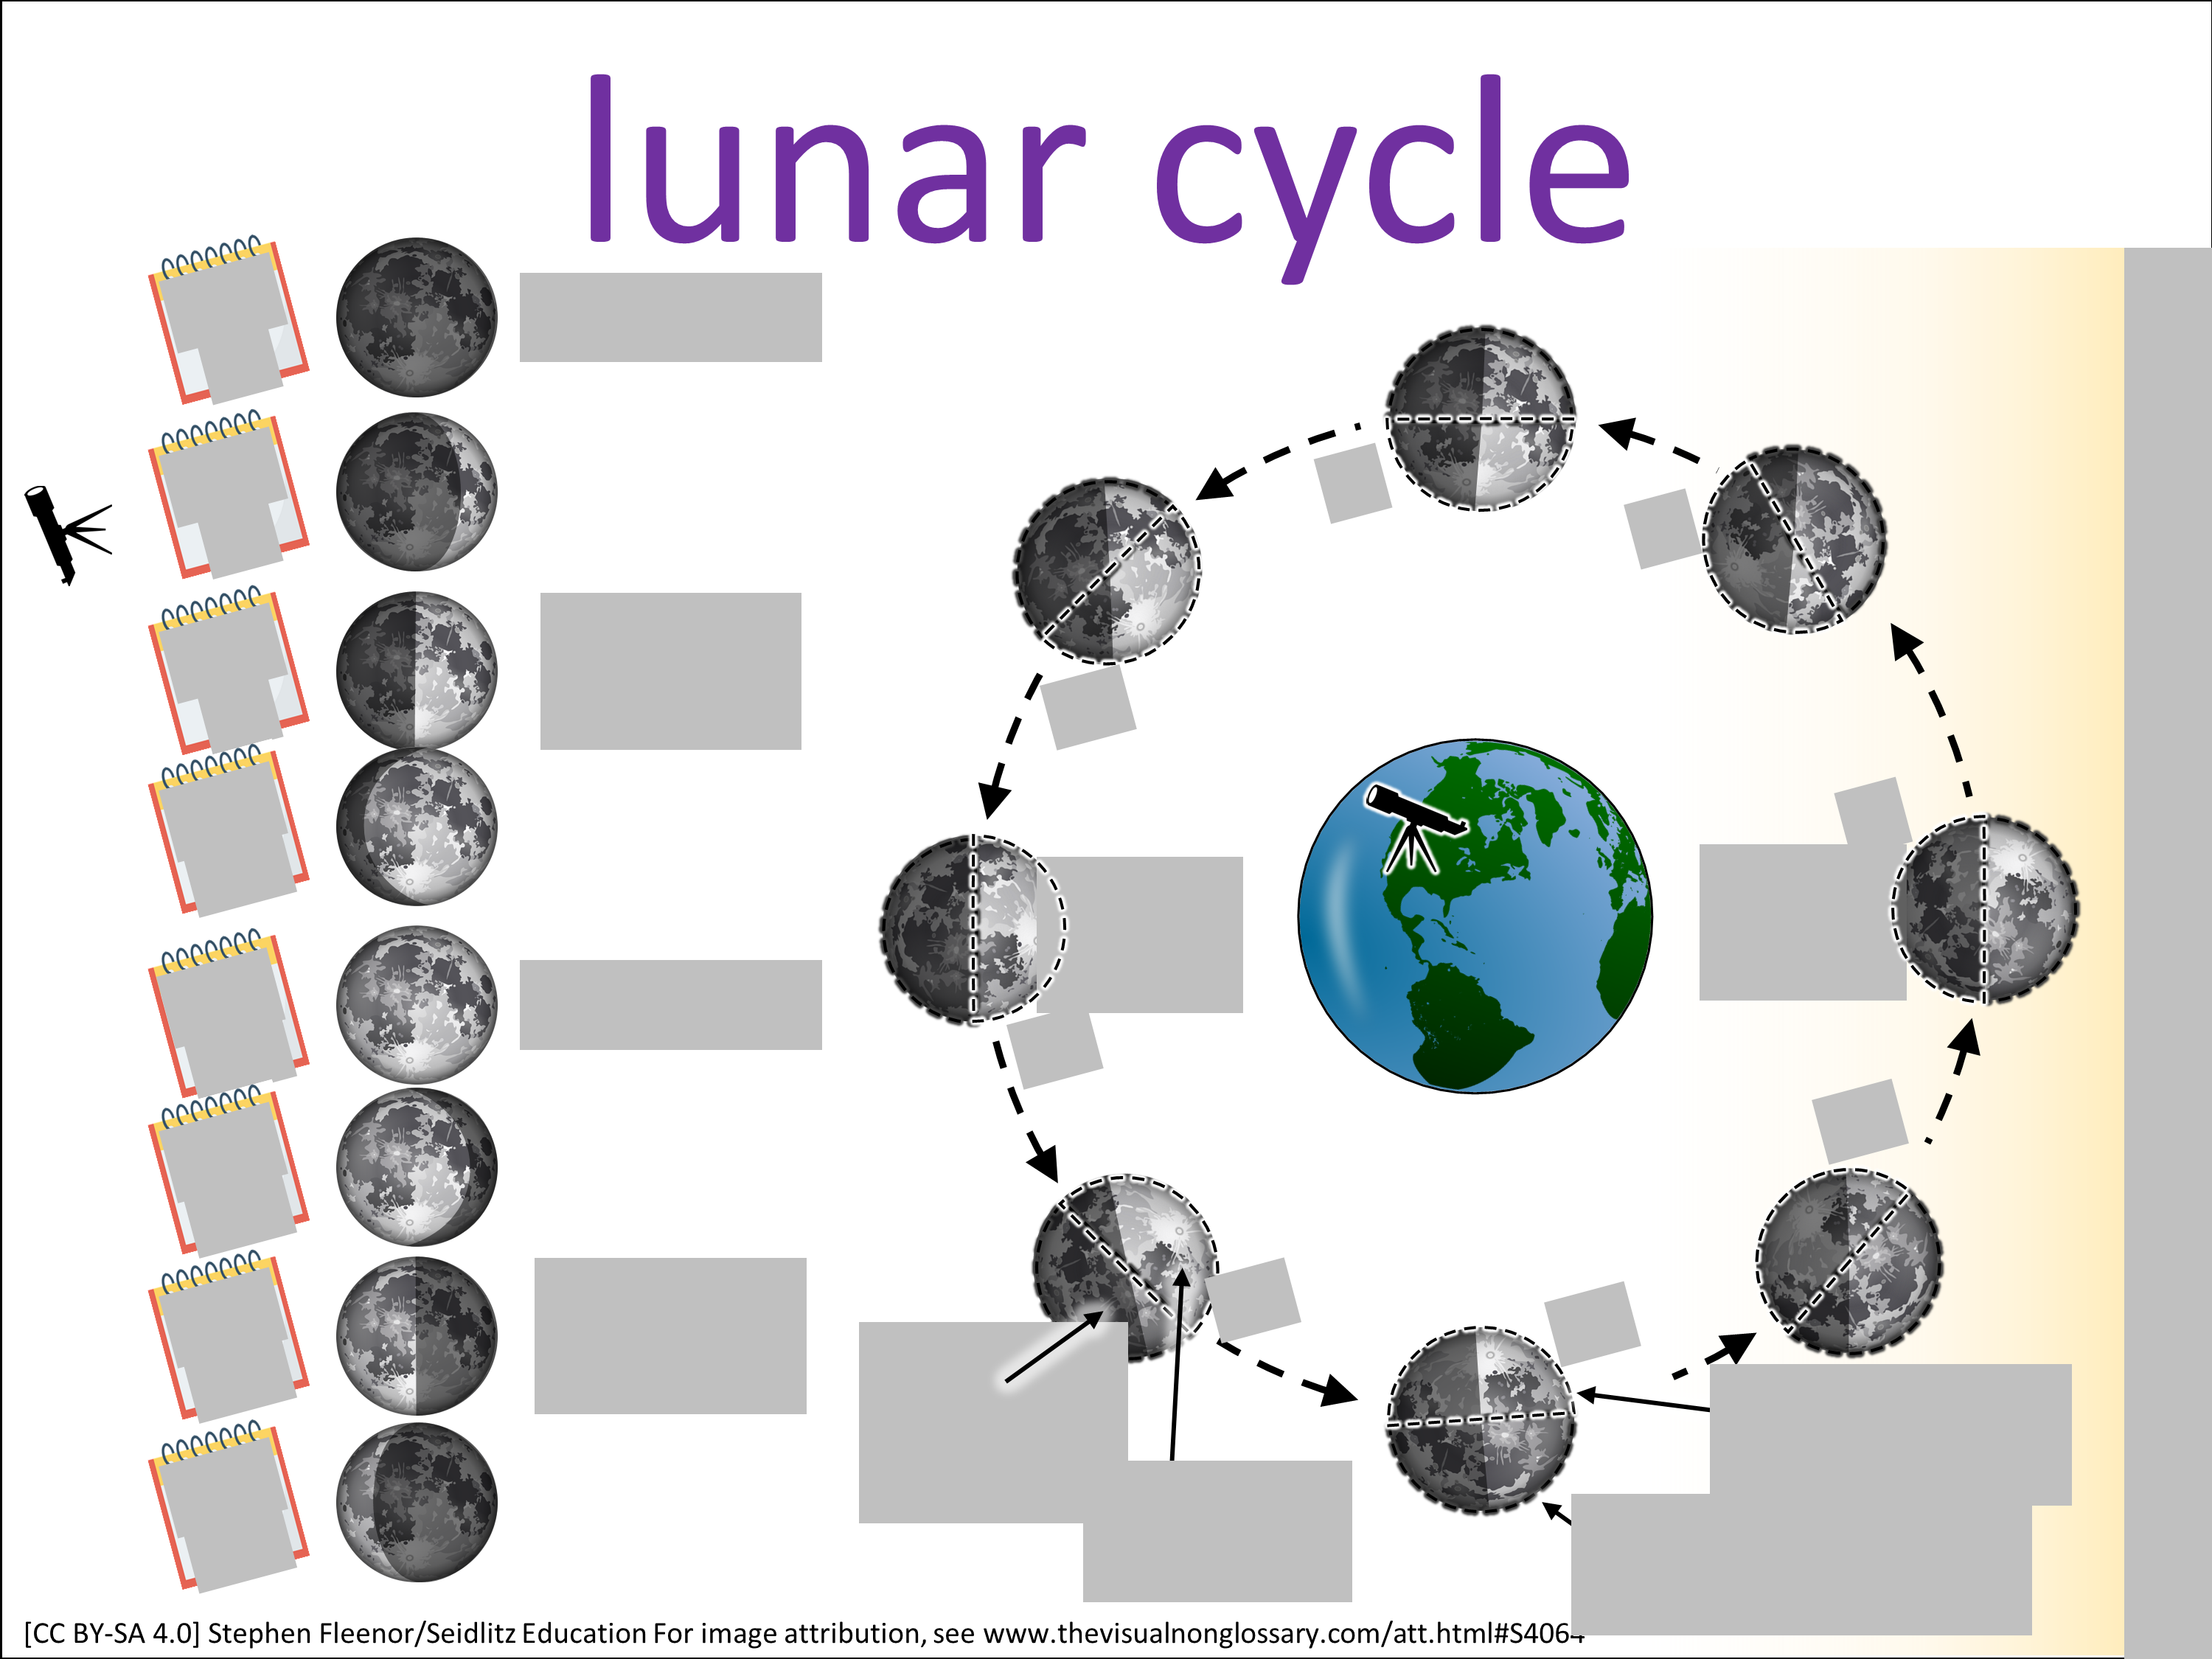 lunar cycle
[CC BY-SA 4.0] Stephen Fleenor/Seidlitz Education For image attribution, see www.thevisualnonglossary.com/att.html#S4064